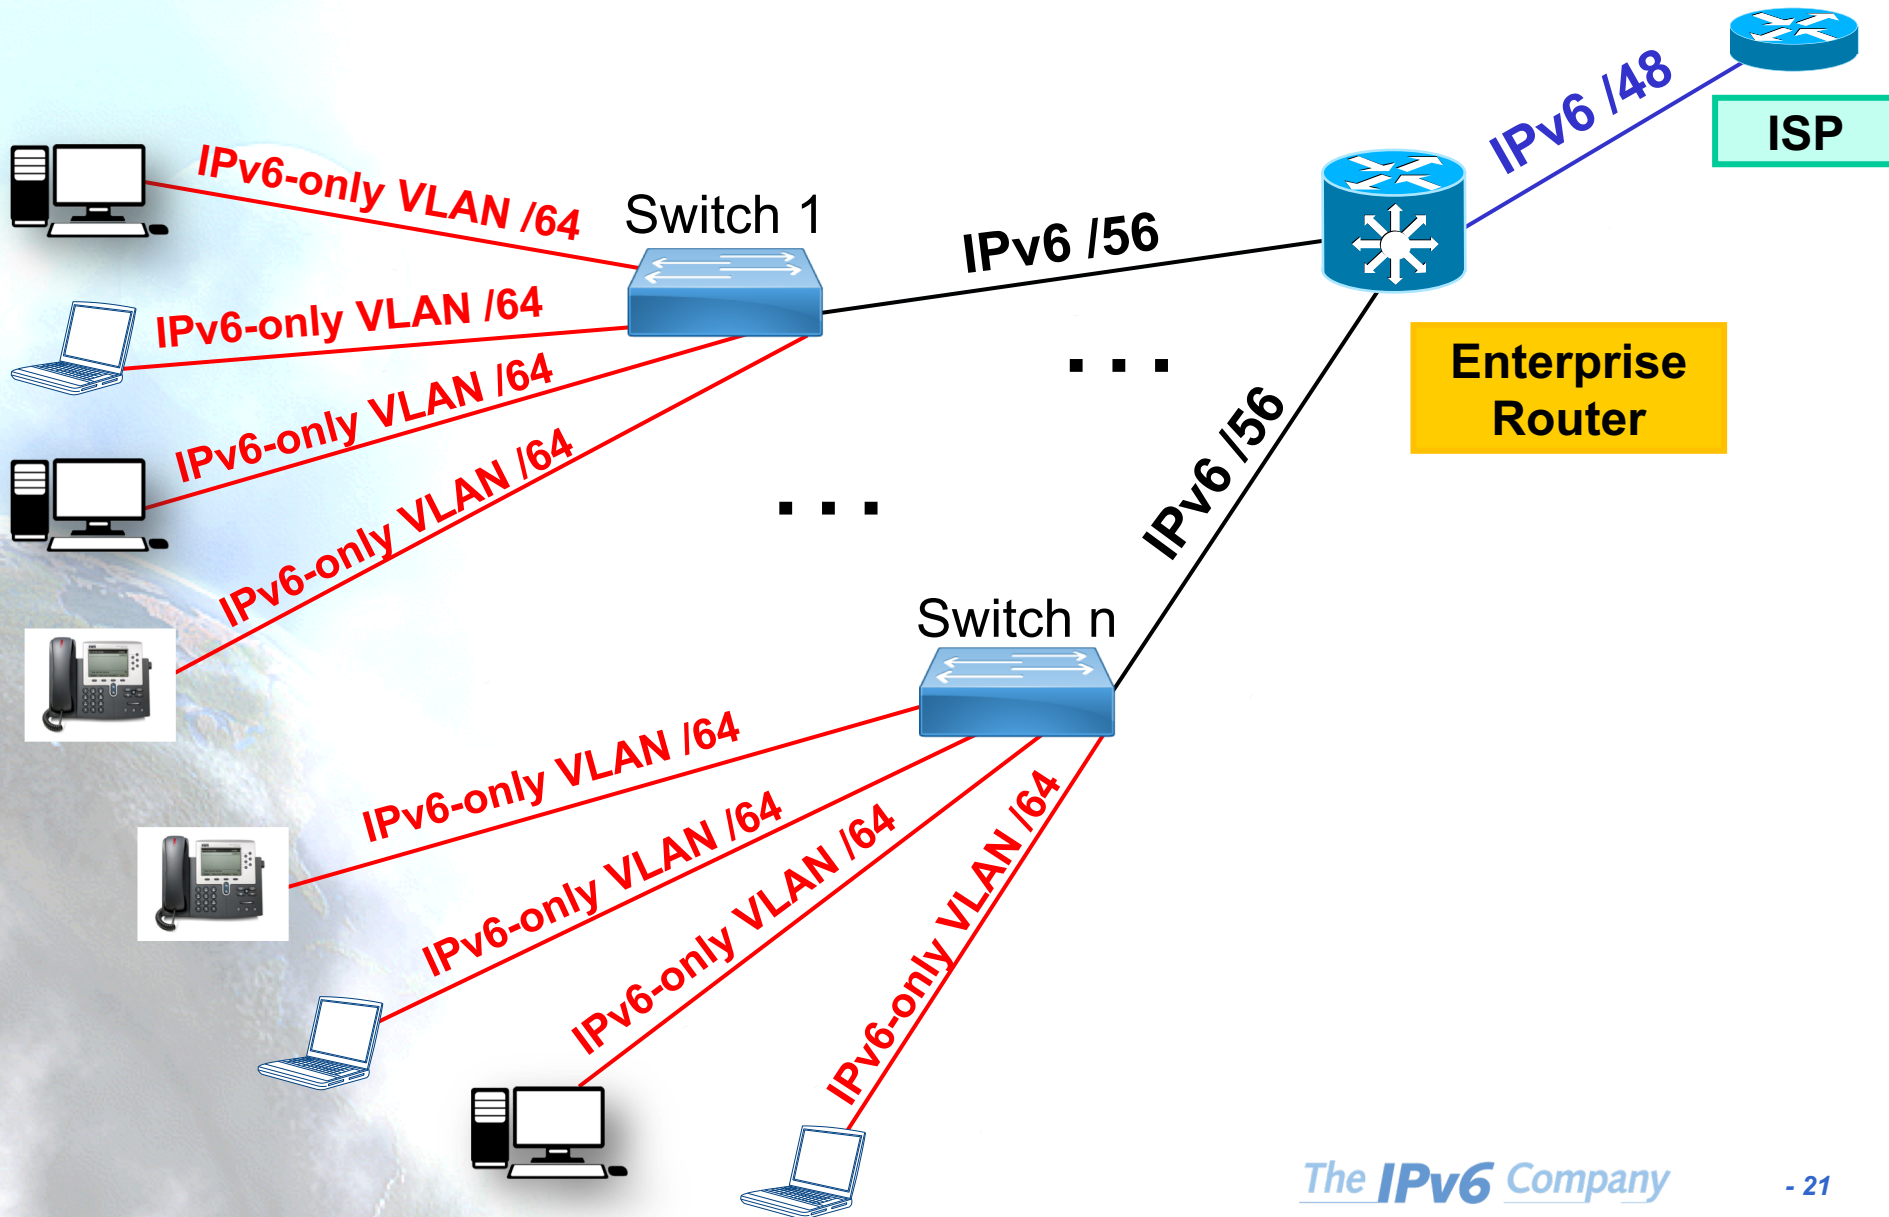 IPv6 /48
ISP
IPv6-only VLAN /64
Switch 1
IPv6 /56
IPv6-only VLAN /64
Enterprise
Router
IPv6-only VLAN /64
. . .
IPv6-only VLAN /64
IPv6 /56
. . .
Switch n
IPv6-only VLAN /64
IPv6-only VLAN /64
IPv6-only VLAN /64
IPv6-only VLAN /64
The IPv6 Company
- 21